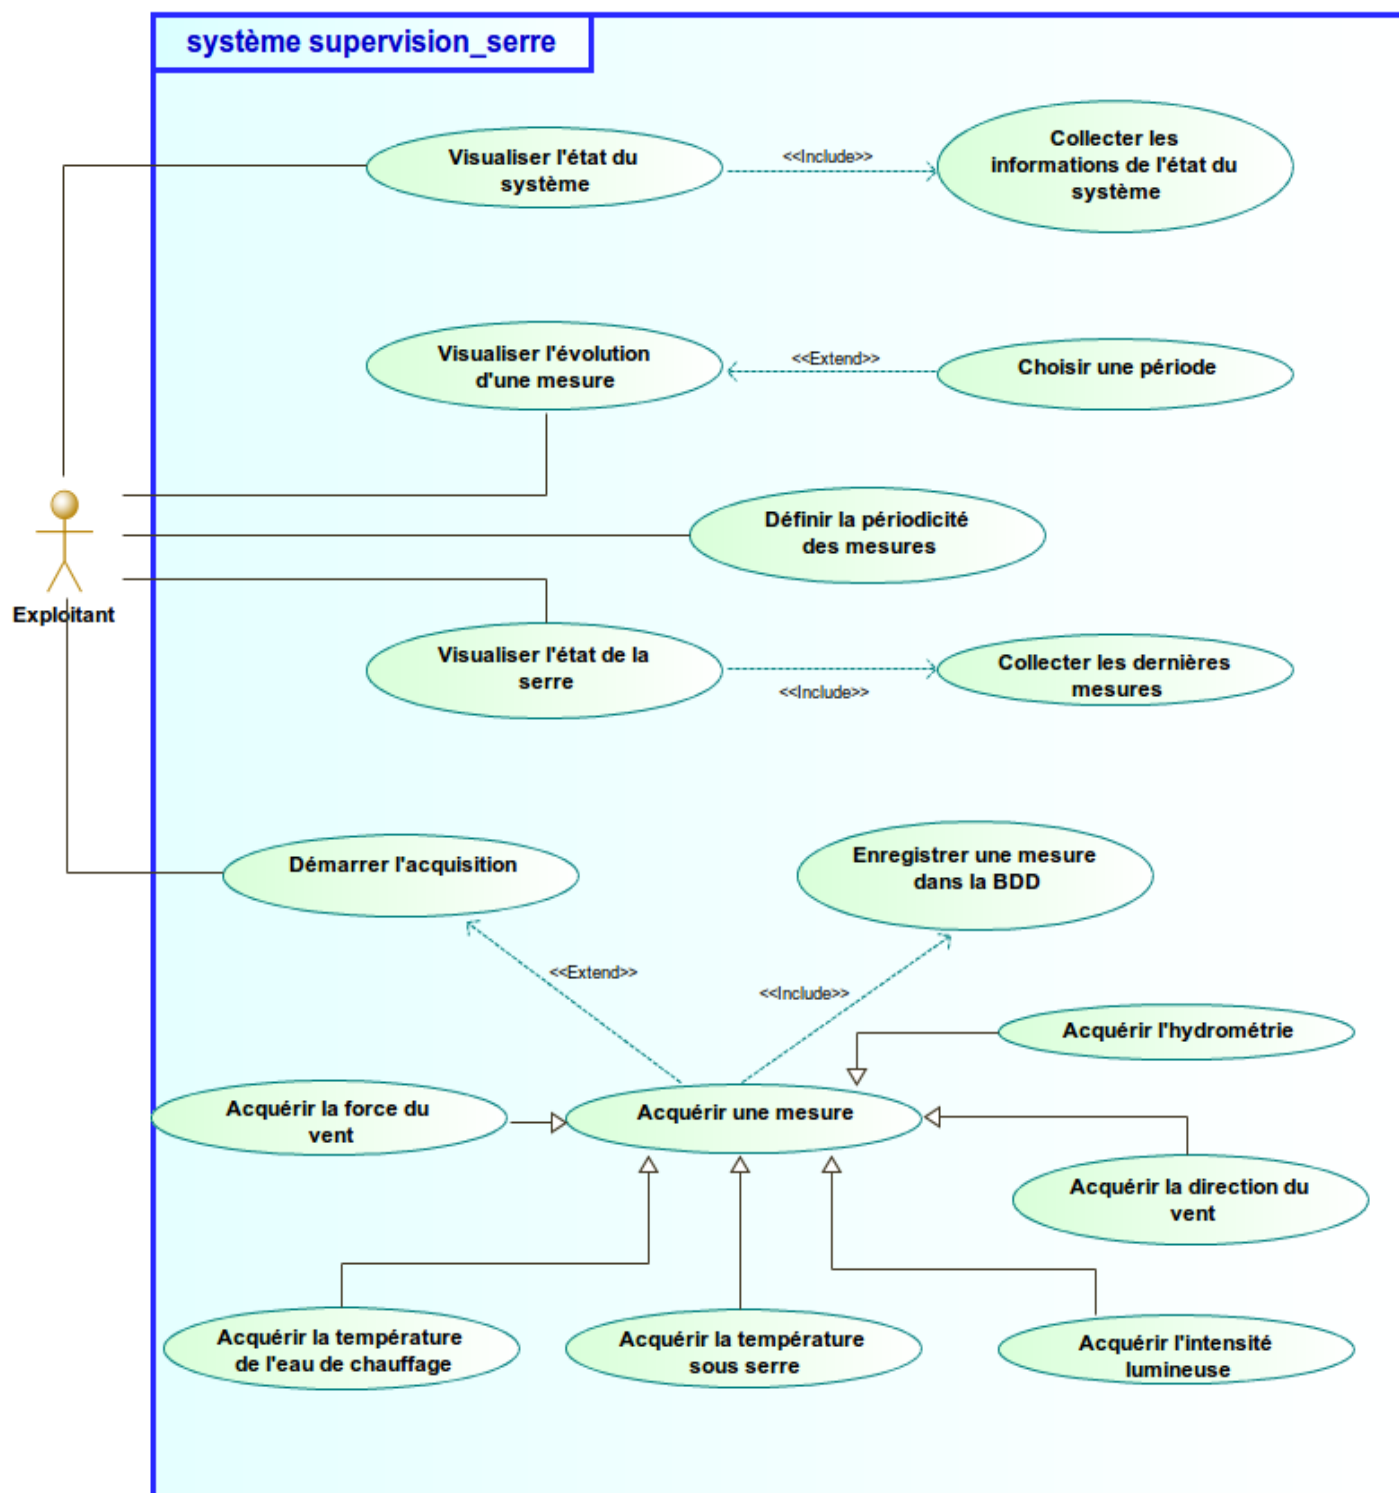 système supervision_serre
Visualiser l'état du
système
<<Include>>
Collecter les
informations de l'état du
système
Visualiser l'évolution
d'une mesure
<<Extend>>
Choisir une période
Définir la périodicité
des mesures
Exploitant
Visualiser l'état de la
serre
<<Include>>
Collecter les dernières
mesures
Démarrer l'acquisition
Enregistrer une mesure
dans la BDD
<<Extend>>
<<Include>>
Acquérir l'hydrométrie
Acquérir la force du
vent
Acquérir une mesure
Acquérir la direction du
vent
Acquérir la température
de l'eau de chauffage
Acquérir la température
sous serre
Acquérir l'intensité
lumineuse